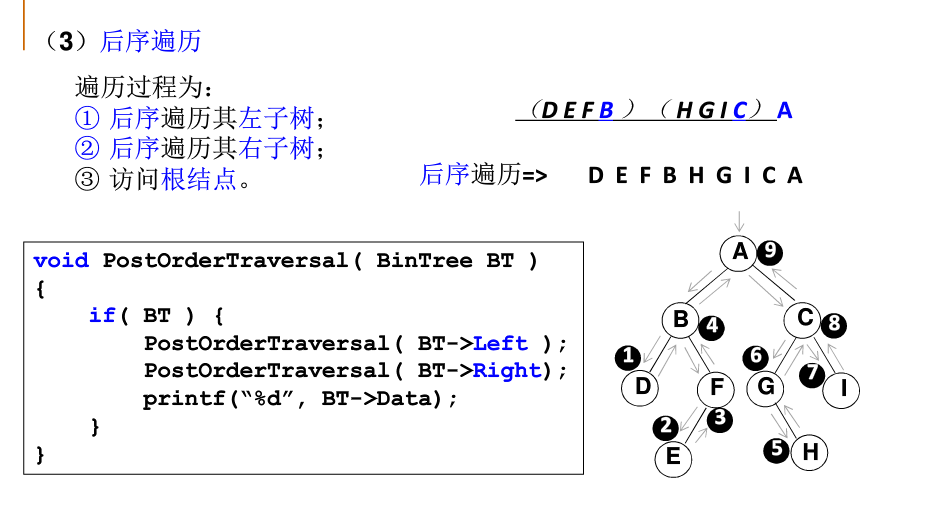 （3）后序遍历
遍历过程为：
① 后序遍历其左子树；
② 后序遍历其右子树；
③ 访问根结点。
（D E F B ）（ H G I C ）A
后序遍历=> D E F B H G I C A
void PostOrderTraversal( BinTree BT )
{
if( BT ) {
PostOrderTraversal( BT->Left );
PostOrderTraversal( BT->Right);
printf(“%d”, BT->Data);
}
}
A 9
B 4 C 8
1 6 7
D F G I
2 3
E 5 H